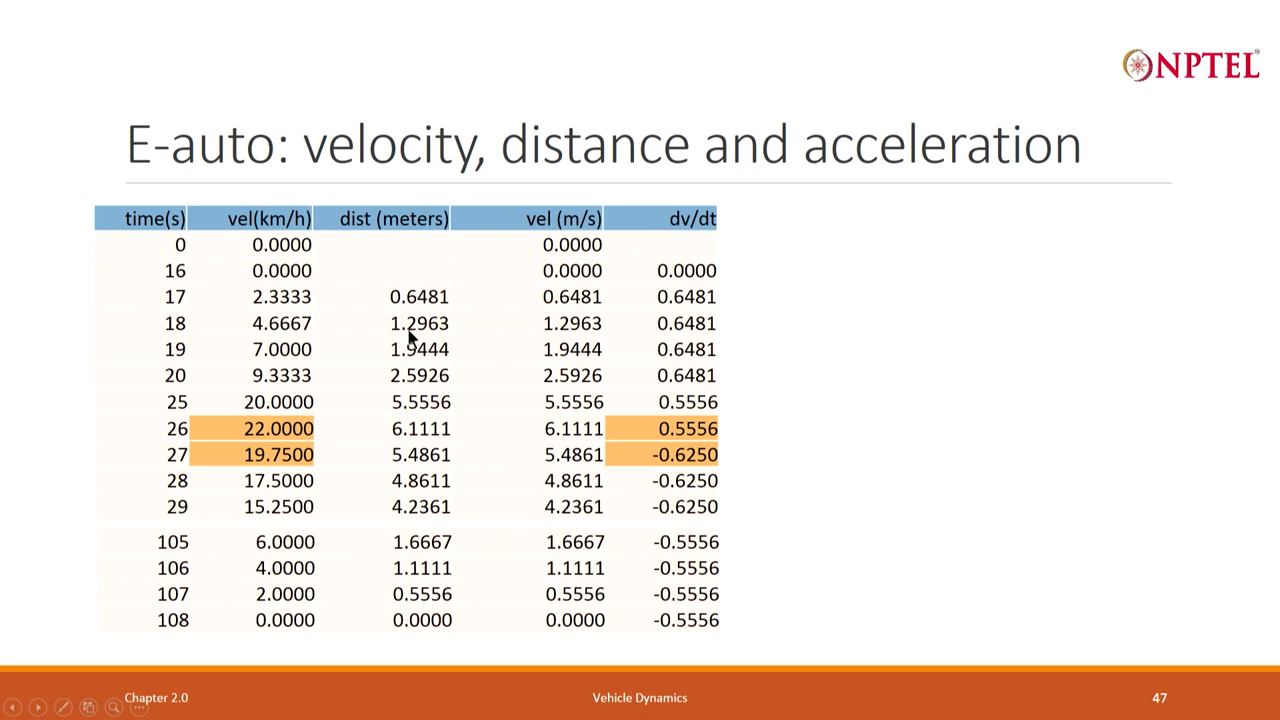 NPTEL
E-auto: velocity, distance and acceleration
time(s) vel(km/h) dist (meters) vel (m/s) dv/dt
0 0.0000 0.0000
16 0.0000 0.0000 0.0000
17 2.3333 0.6481 0.6481 0.6481
18 4.6667 1.2963 1.2963 0.6481
19 7.0000 1.9444 1.9444 0.6481
20 9.3333 2.5926 2.5926 0.6481
25 20.0000 5.5556 5.5556 0.5556
26 22.0000 6.1111 6.1111 0.5556
27 19.7500 5.4861 5.4861 -0.6250
28 17.5000 4.8611 4.8611 -0.6250
29 15.2500 4.2361 4.2361 -0.6250
105 6.0000 1.6667 1.6667 -0.5556
106 4.0000 1.1111 1.1111 -0.5556
107 2.0000 0.5556 0.5556 -0.5556
108 0.0000 0.0000 0.0000 -0.5556
Chapter 2.0 Vehicle Dynamics 47